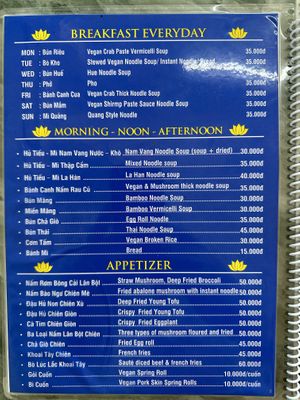 BREAKFAST EVERYDAY
MON : Bún Riêu Vegan Crab Paste Vermicelli Soup 35.000đ
TUE : Bò Kho Stewed Vegan Noodle Soup/ Instant Noodle Bread 35.000đ
WED : Bún Huế Hue Noodle Soup 35.000đ
THU : Phở Pho 35.000đ
FRI : Bánh Canh Cua Vegan Crab Thick Noodle Soup 35.000đ
SAT : Bún Mắm Vegan Shirmp Paste Sauce Noodle Soup 35.000đ
SUN : Mì Quảng Quang Style Noodle 35.000đ
MORNING - NOON - AFTERNOON
- Hủ Tiếu - Mì Nam Vang Nước - Khô Nam Vang Noodle Soup (soup + dried) 30.000đ
- Hủ Tiếu - Mì Thập Cẩm Mixed Noodle soup 35.000đ
- Hủ Tiếu - Mì La Hán La Han Noodle soup 40.000đ
- Bánh Canh Nấm Rau Củ Vegan & Mushroom thick noodle soup 35.000đ
- Bún Măng Bamboo Noodle Soup 30.000đ
- Miến Măng Bamboo Vermicelli Soup 30.000đ
- Bún Chả Giò Egg Roll Noodle 35.000đ
- Bún Thái Thai Noodle Soup 45.000đ
- Cơm Tấm Vegan Broken Rice 30.000đ
- Bánh Mì Bread 15.000đ
APPETIZER
- Nấm Rơm Bông Cải Lăn Bột Straw Mushroom, Deep Fried Broccoli 50.000đ
- Nấm Bào Ngư Chiên Mè Fried abalone mushroom with instant noodle 50.000đ
- Đậu Hủ Non Chiên Xù Deep Fried Young Tofu 50.000đ
- Đậu Hủ Chiên Giòn Crispy Fried Young Tofu 50.000đ
- Cà Tím Chiên Giòn Crispy Fried Eggplant 50.000đ
- Ba Loại Nấm Lăn Bột Chiên Three types of mushroom floured and fried 50.000đ
- Chả Giò Chiên Fried Egg roll 45.000đ
- Khoai Tây Chiên French fries 45.000đ
- Bò Lúc Lắc Khoai Tây Sauté diced beef & french fries 60.000đ
- Gỏi Cuốn Vegan Spring Roll 10.000đ/ cuốn
- Bì Cuốn Vegan Pork Skin Spring Rolls 10.000đ/ cuốn